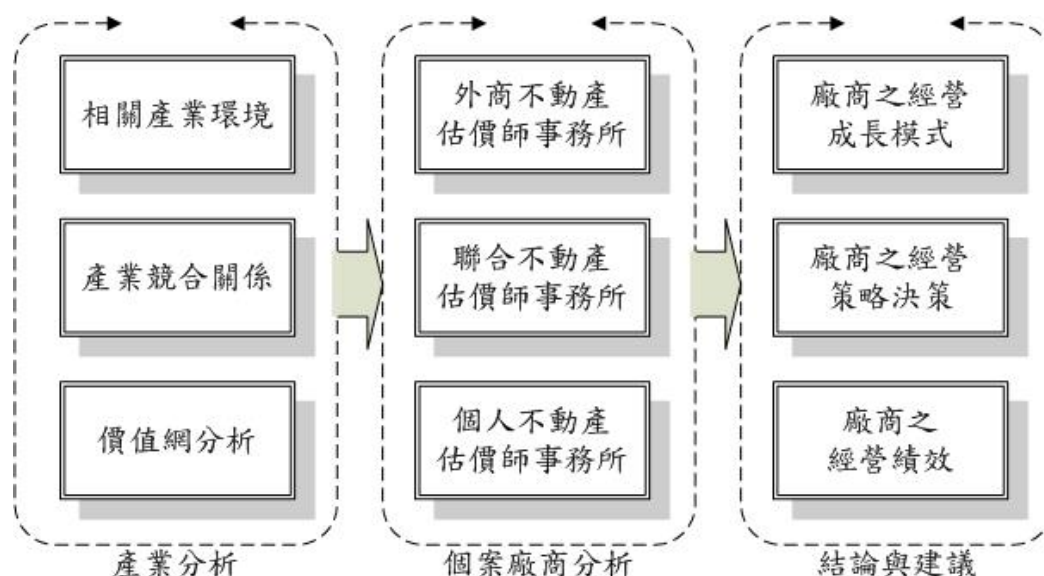 相關產業環境
產業競合關係
價值網分析
產業分析
外商不動產
估價師事務所
聯合不動產
估價師事務所
個人不動產
估價師事務所
個案廠商分析
廠商之經營
成長模式
廠商之經營
策略決策
廠商之
經營績效
結論與建議